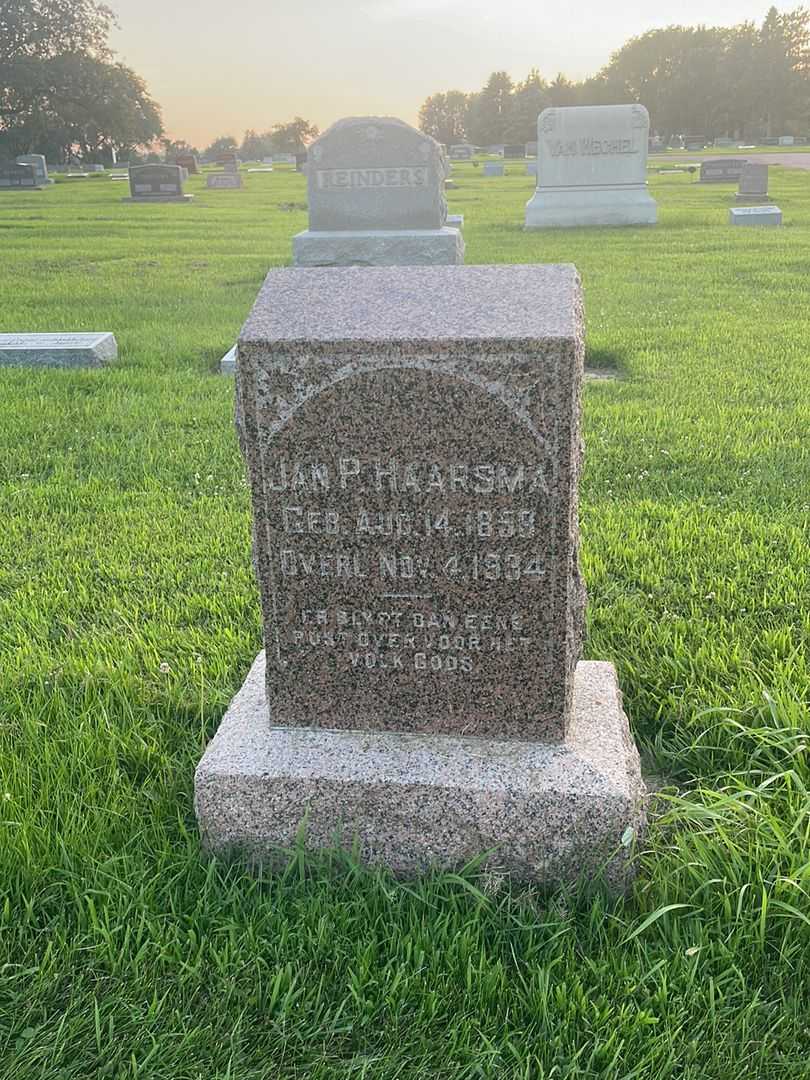 REINDERS
VAN WECHEL
JAN P. HAARSMA
GEB. AUG. 14. 1859
OVERL NOV. 4. 1934
ER BLYFT DAN EENE
RUST OVER VOOR HET
VOLK GODS